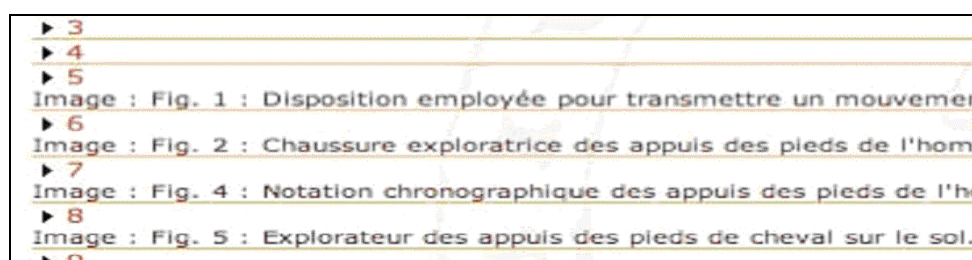 3
4
5
Image : Fig. 1 : Disposition employée pour transmettre un
6
Image : Fig. 2 : Chaussure exploratrice des appuis des pieds de
7
Image : Fig. 4 : Notation chronographique des appuis des pieds de
8
Image : Fig. 5 : Explorateur des appuis des pieds de cheval sur le sol.